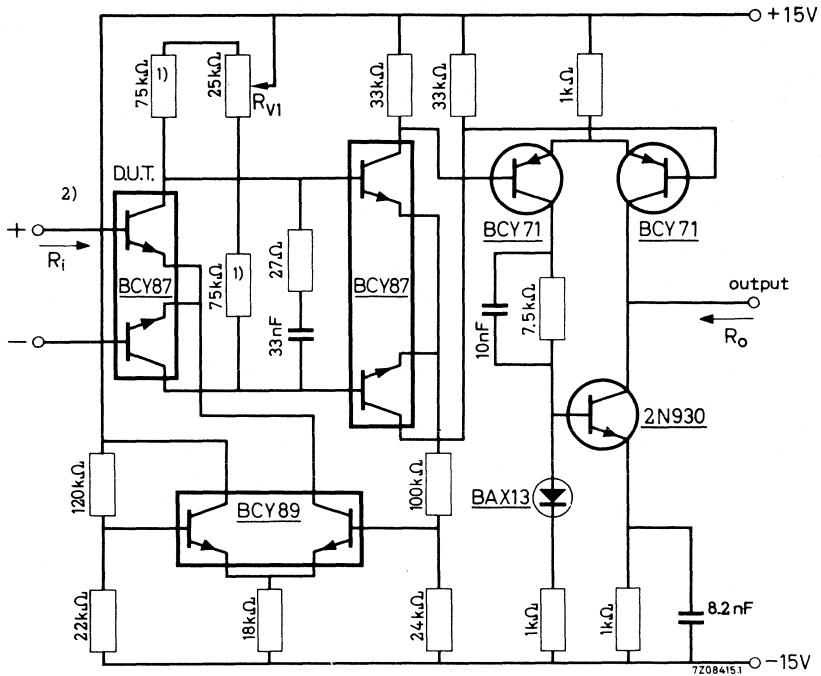 +15V
75kΩ
1)
25kΩ
RV1
33kΩ
33kΩ
1kΩ
D.U.T.
2)
+
Ri
BCY87
−
75kΩ
1)
27Ω
33nF
BCY87
BCY71
BCY71
10nF
7.5kΩ
output
Ro
2N930
120kΩ
BCY89
100kΩ
BAX13
22kΩ
18kΩ
24kΩ
1kΩ
1kΩ
8.2nF
-15V
7Z08415.1